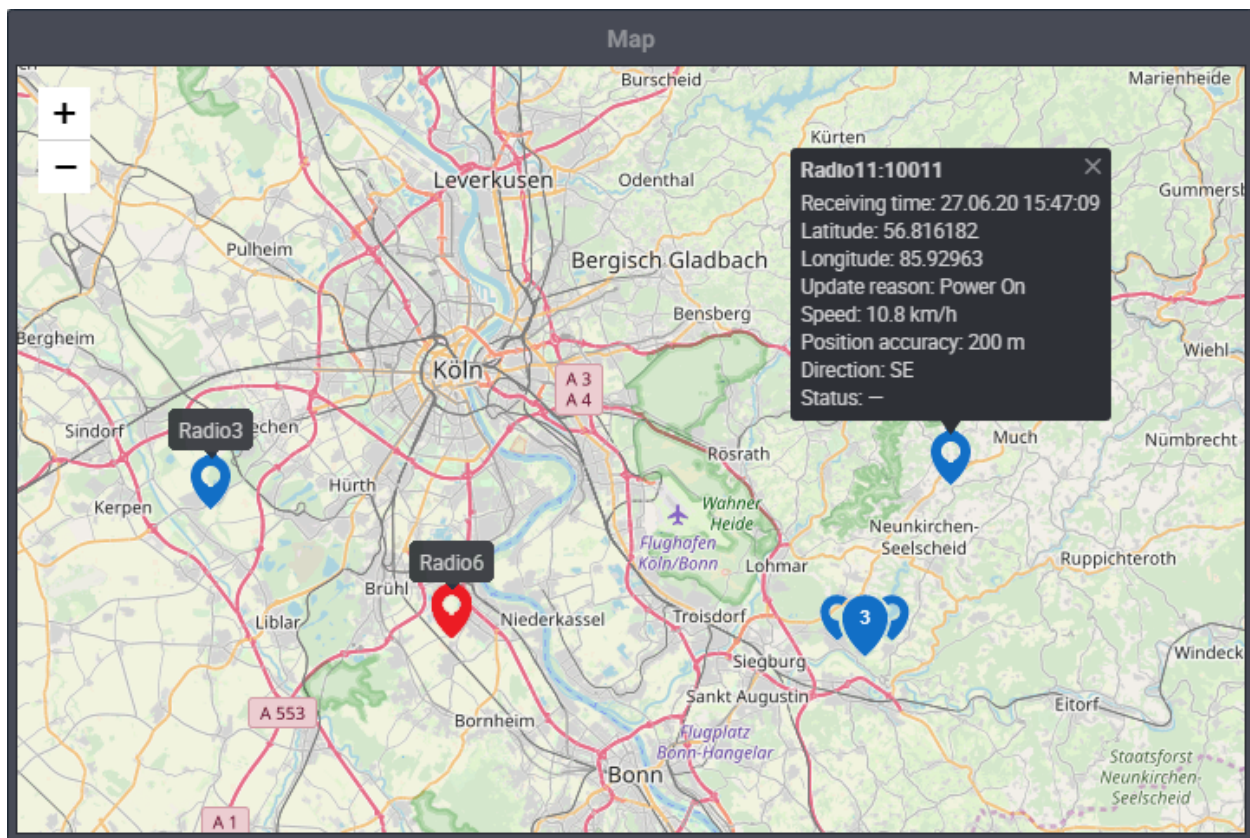 Map
Burscheid
Marienheide
+
Kürten
−
Radio11:10011
×
Leverkusen
Odenthal
Receiving time: 27.06.20 15:47:09
Latitude: 56.816182
Pulheim
Bergisch Gladbach
Longitude: 85.92963
Update reason: Power On
Bensberg
Speed: 10.8 km/h
Bergheim
Position accuracy: 200 m
Wiehl
Köln
A 3
A 4
Direction: SE
Status: —
Sindorf
Radio3
Much
Nümbrecht
Rösrath
Kerpen
Hürth
Wahner
Heide
Neunkirchen-
Seelscheid
Flughafen
Köln/Bonn
Lohmar
Ruppichteroth
Radio6
Brühl
Liblar
Niederkassel
Troisdorf
3
Siegburg
Windeck
Sankt Augustin
Eitorf
A 553
Bornheim
Flugplatz
Bonn-Hangelar
Bonn
Staatsforst
Neunkirchen-
Seelscheid
A 1